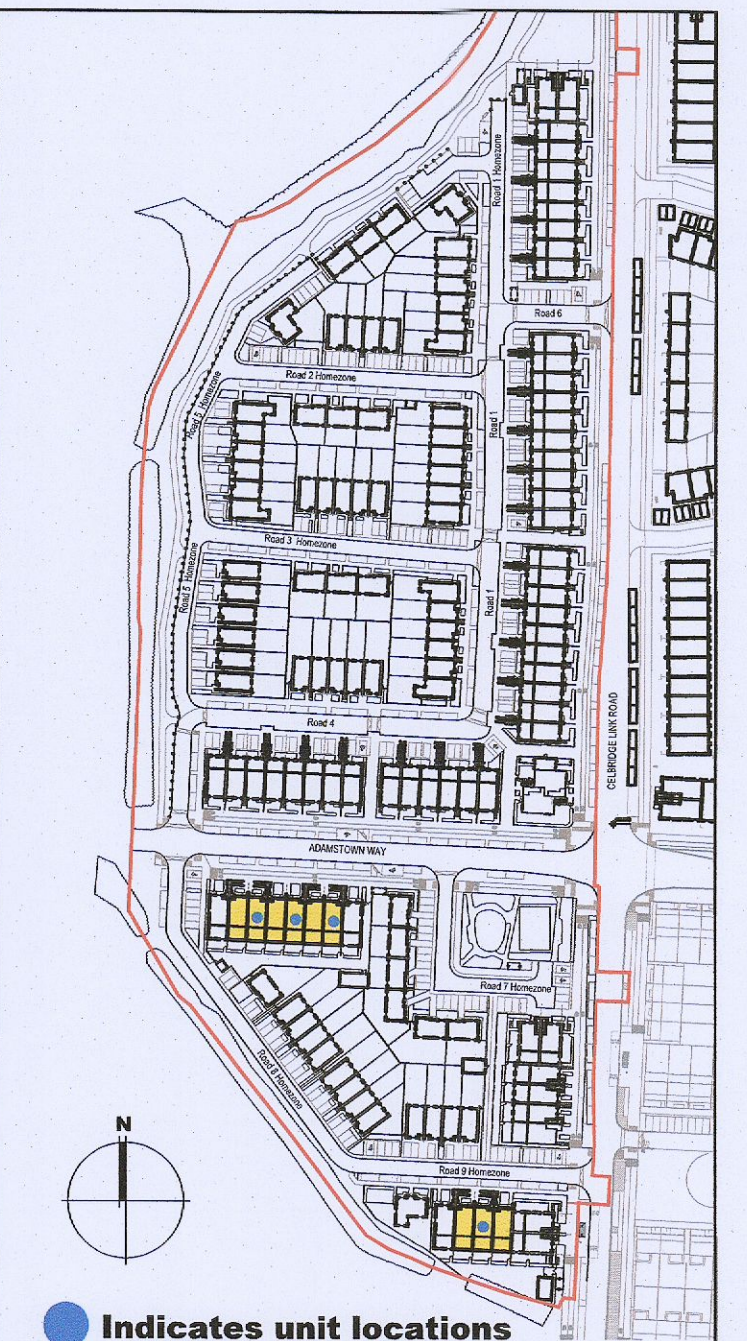 Road 1 Homezone
Road 6
Road 2 Homezone
Road 5 Homezone
Road 1
Road 3 Homezone
Road 5 Homezone
Road 1
Road 4
CELBRIDGE LINK ROAD
ADAMSTOWN WAY
Road 7 Homezone
Road 8 Homezone
Road 9 Homezone
N
Indicates unit locations